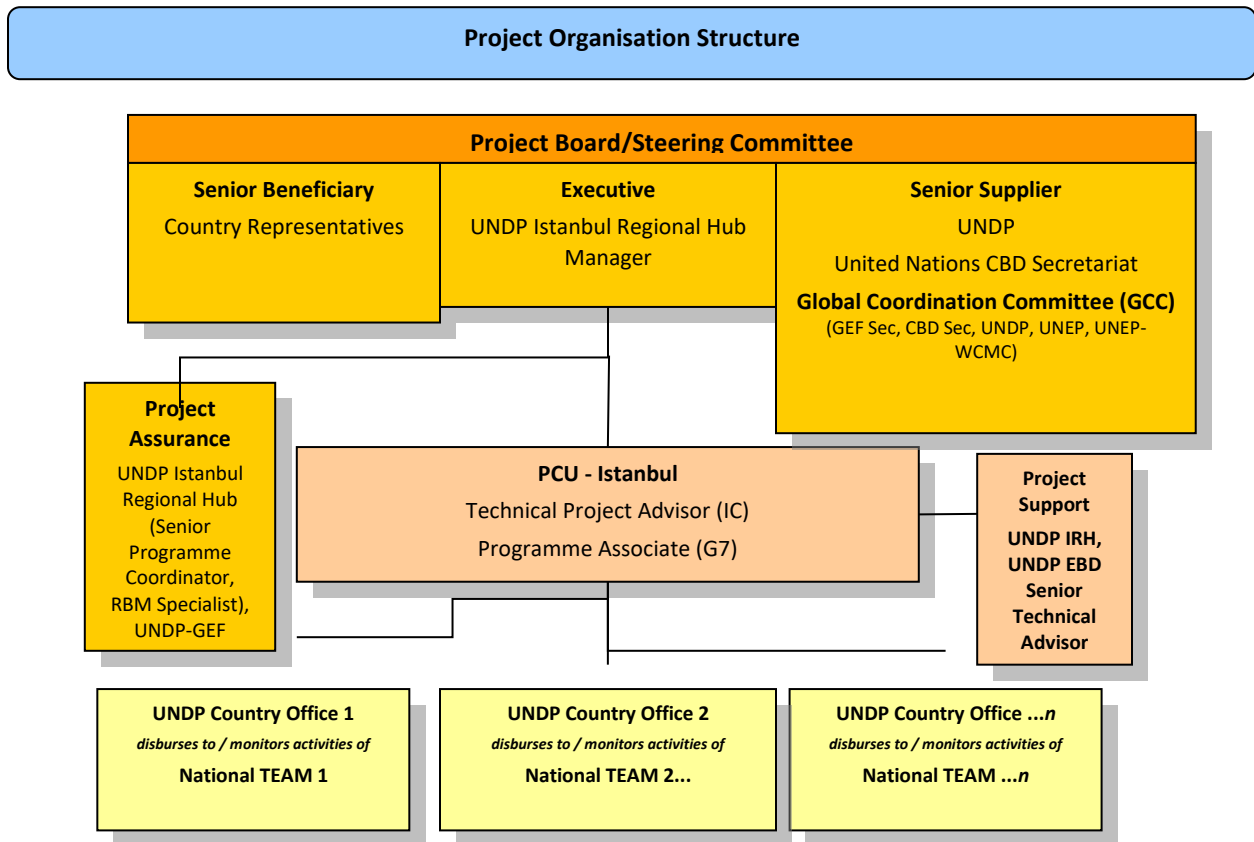 Project Organisation Structure
Project Board/Steering Committee
Senior Beneficiary
Country Representatives
Executive
UNDP Istanbul Regional Hub
Manager
Senior Supplier
UNDP
United Nations CBD Secretariat
Global Coordination Committee (GCC)
(GEF Sec, CBD Sec, UNDP, UNEP, UNEP-
WCMC)
Project
Assurance
UNDP Istanbul
Regional Hub
(Senior
Programme
Coordinator,
RBM Specialist),
UNDP-GEF
PCU - Istanbul
Technical Project Advisor (IC)
Programme Associate (G7)
Project
Support
UNDP IRH,
UNDP EBD
Senior
Technical
Advisor
UNDP Country Office 1
disburses to / monitors activities of
National TEAM 1
UNDP Country Office 2
disburses to / monitors activities of
National TEAM 2...
UNDP Country Office ...n
disburses to / monitors activities of
National TEAM ...n